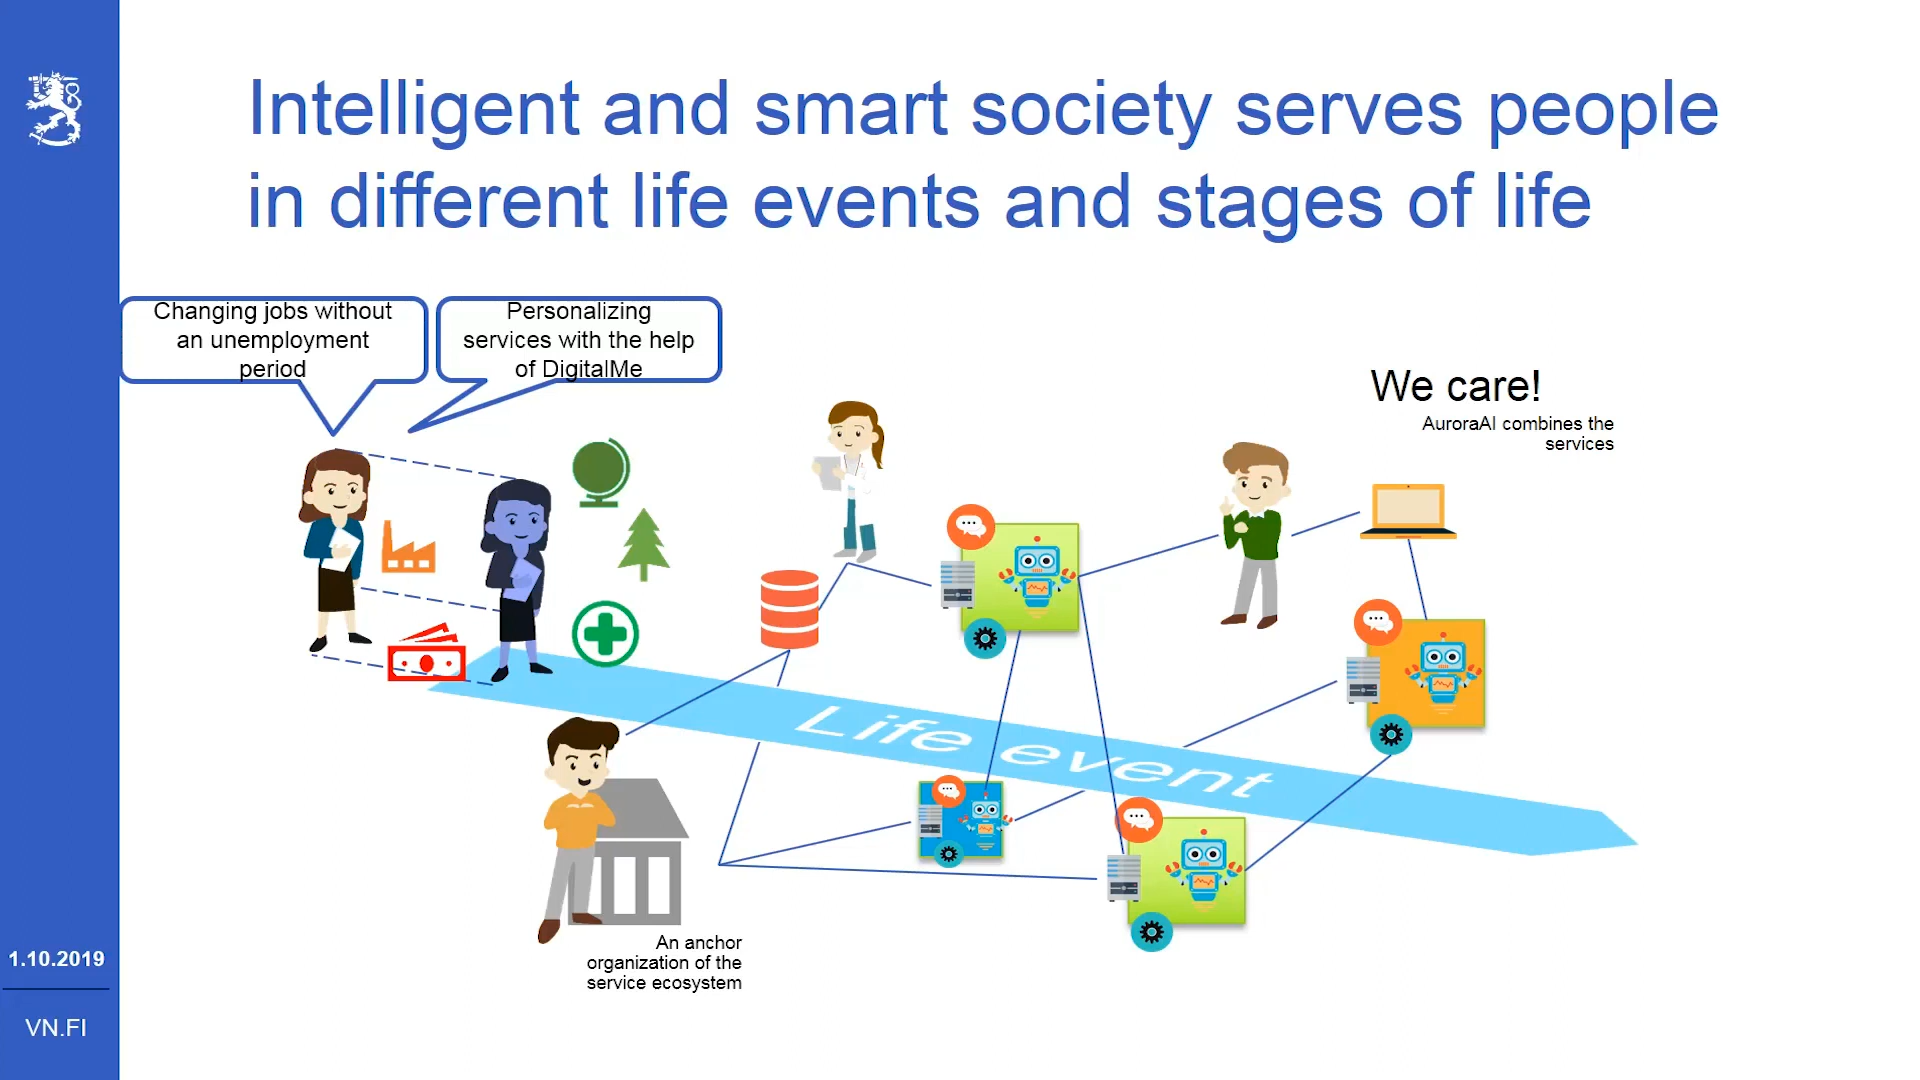 Intelligent and smart society serves people
in different life events and stages of life
Changing jobs without
an unemployment
period
Personalizing
services with the help
of DigitalMe
We care!
AuroraAI combines the
services
Life event
An anchor
organization of the
service ecosystem
1.10.2019
VN.FI